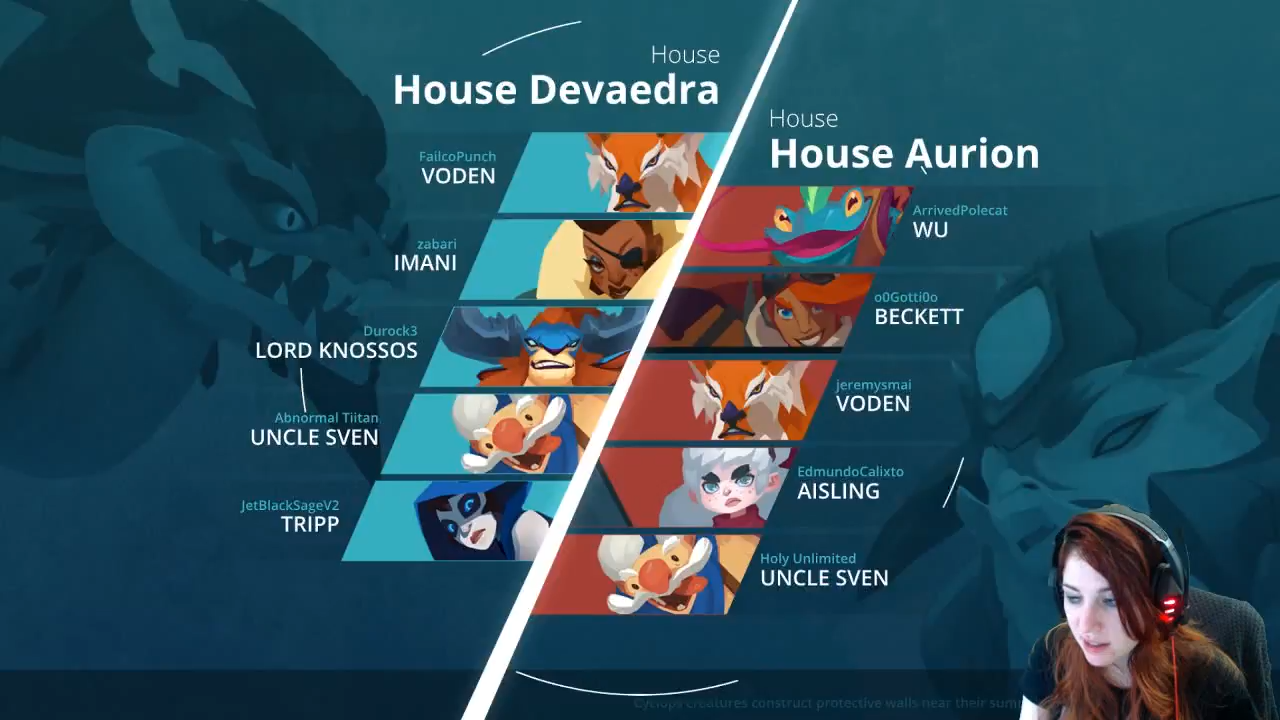 House
House Devaedra
FailcoPunch
VODEN
zabari
IMANI
Durock3
LORD KNOSSOS
Abnormal Tiitan
UNCLE SVEN
JetBlackSageV2
TRIPP
House
House Aurion
ArrivedPolecat
WU
o0Gotti0o
BECKETT
jeremysmai
VODEN
EdmundoCalixto
AISLING
Holy Unlimited
UNCLE SVEN
Cyclops creatures construct protective walls near their